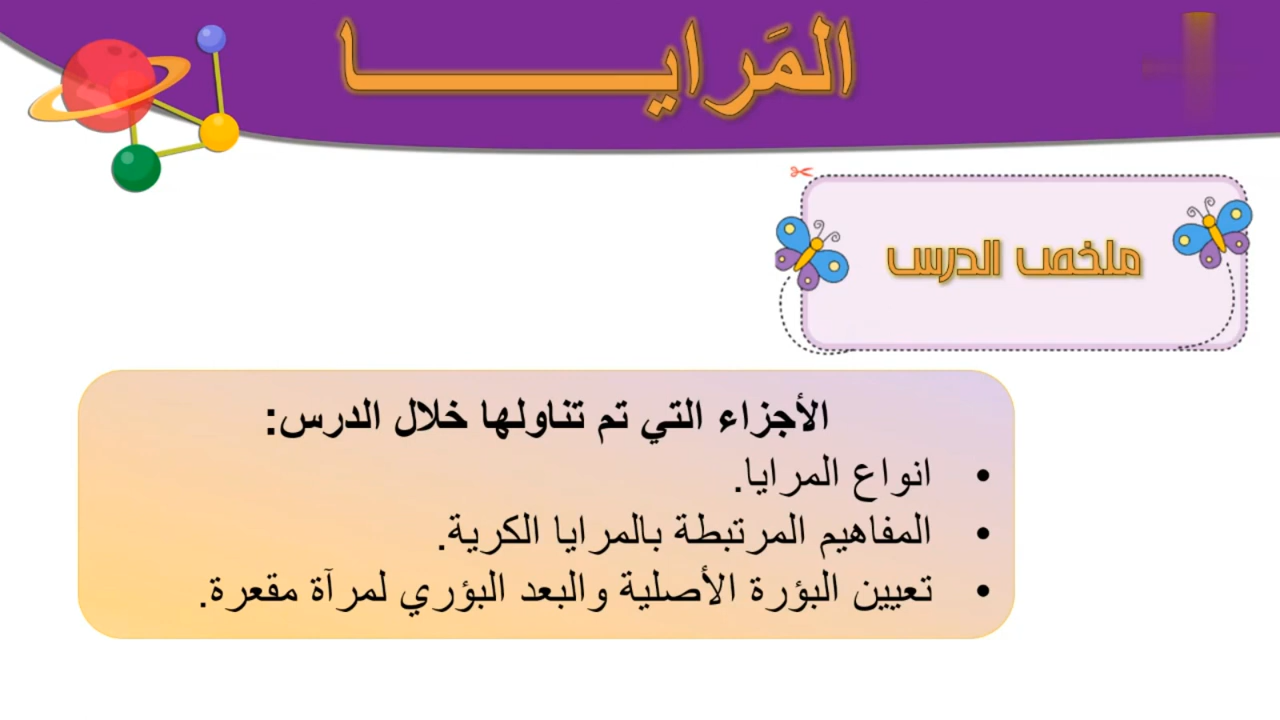 المَرايـــــــــــــا
ملخص الدرس
الأجزاء التي تم تناولها خلال الدرس:
• انواع المرايا.
• المفاهيم المرتبطة بالمرايا الكرية.
• تعيين البؤرة الأصلية والبعد البؤري لمرآة مقعرة.